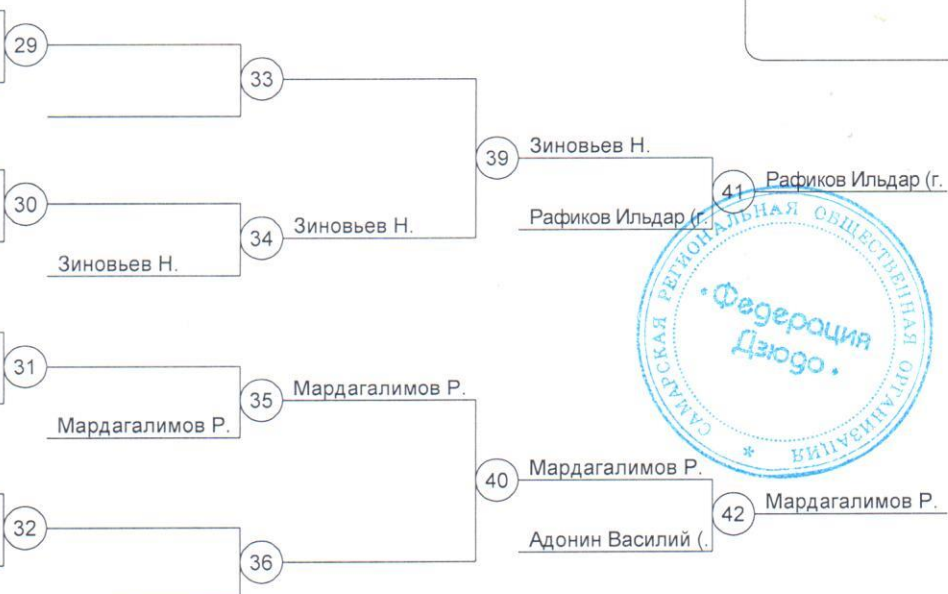 29
33
39
Зиновьев Н.
41
Рафиков Ильдар (г.
30
Рафиков Ильдар (г.
34
Зиновьев Н.
Зиновьев Н.
САМАРСКАЯ РЕГИОНАЛЬНАЯ ОБЩЕСТВЕННАЯ ОРГАНИЗАЦИЯ *
• Федерация
Дзюдо •
31
35
Мардагалимов Р.
Мардагалимов Р.
40
Мардагалимов Р.
42
Мардагалимов Р.
32
Адонин Василий (.
36